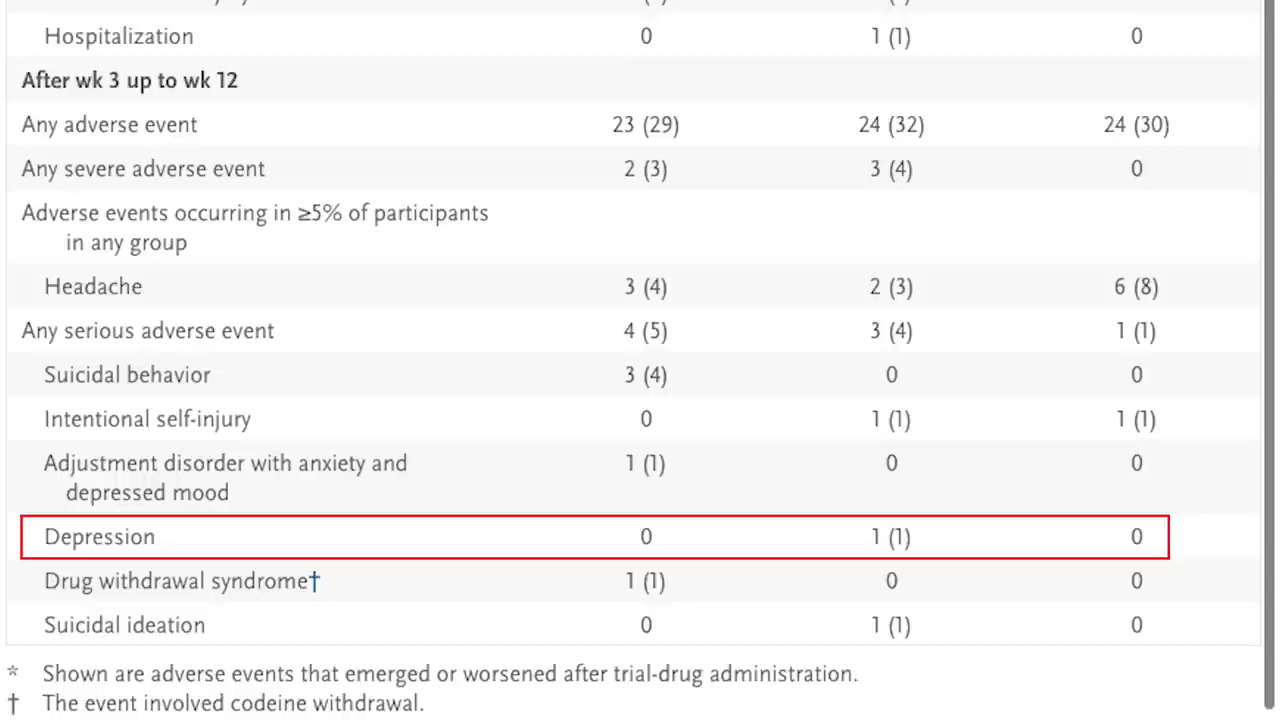 Hospitalization 0 1 (1) 0
After wk 3 up to wk 12
Any adverse event 23 (29) 24 (32) 24 (30)
Any severe adverse event 2 (3) 3 (4) 0
Adverse events occurring in ≥5% of participants
in any group
Headache 3 (4) 2 (3) 6 (8)
Any serious adverse event 4 (5) 3 (4) 1 (1)
Suicidal behavior 3 (4) 0 0
Intentional self-injury 0 1 (1) 1 (1)
Adjustment disorder with anxiety and 1 (1) 0 0
depressed mood
Depression 0 1 (1) 0
Drug withdrawal syndrome† 1 (1) 0 0
Suicidal ideation 0 1 (1) 0
* Shown are adverse events that emerged or worsened after trial-drug administration.
† The event involved codeine withdrawal.